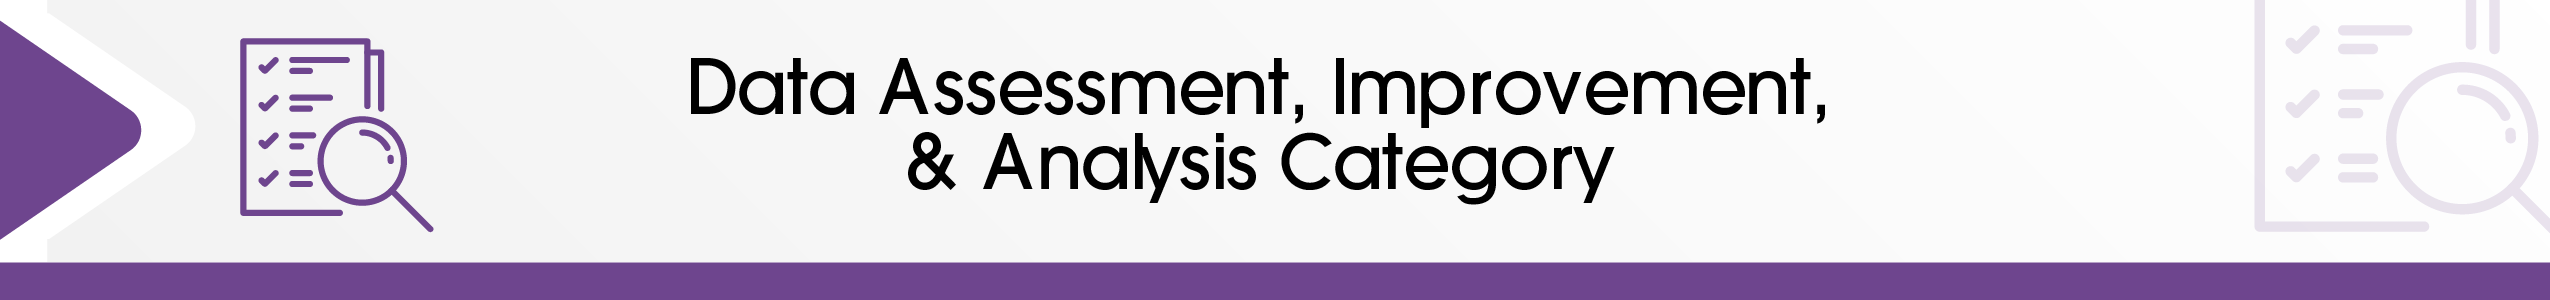 Data Assessment, Improvement,
& Analysis Category